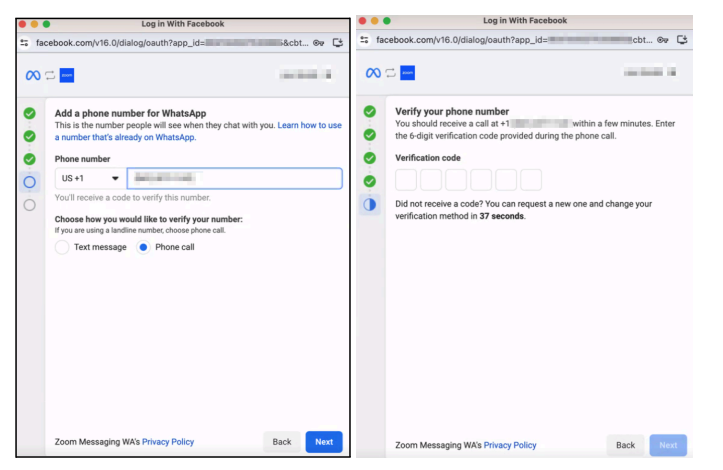 Log in With Facebook
facebook.com/v16.0/dialog/oauth?app_id=
&cbt...
zoom
Add a phone number for WhatsApp
This is the number people will see when they chat with you. Learn how to use
a number that's already on WhatsApp.
Phone number
US +1
You'll receive a code to verify this number.
Choose how you would like to verify your number:
If you are using a landline number, choose phone call.
Text message
Phone call
Zoom Messaging WA's Privacy Policy
Back
Next
Log in With Facebook
facebook.com/v16.0/dialog/oauth?app_id=
cbt...
zoom
Verify your phone number
You should receive a call at +1 within a few minutes. Enter
the 6-digit verification code provided during the phone call.
Verification code
Did not receive a code? You can request a new one and change your
verification method in 37 seconds.
Zoom Messaging WA's Privacy Policy
Back
Next